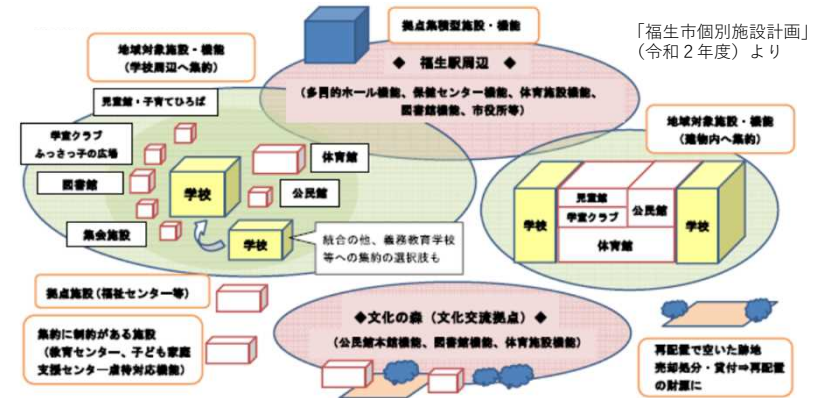 「福生市個別施設計画」
（令和２年度）より
拠点集積型施設・機能
地域対象施設・機能
（学校周辺へ集約）
◆ 福生駅周辺 ◆
（多目的ホール機能、保健センター機能、体育施設機能、
図書館機能、市役所等）
児童館・子育てひろば
学童クラブ
ふっさっ子の広場
図書館
集会施設
学校
体育館
公民館
学校
統合の他、義務教育学校
等への集約の選択肢も
地域対象施設・機能
（建物内へ集約）
学校
児童館
学童クラブ
公民館
体育館
学校
拠点施設（福祉センター等）
集約に制約がある施設
（教育センター、子ども家庭
支援センター―虐待対応機能）
◆文化の森（文化交流拠点）◆
（公民館本館機能、図書館機能、体育施設機能）
再配置で空いた跡地
売却処分・貸付⇒再配置
の財源に